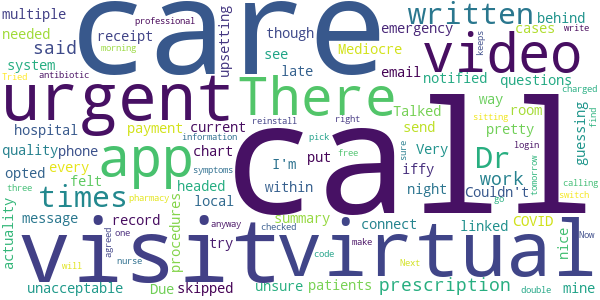 multiple
professional
morning
care
written
behind
needed
receipt
upsetting
though
emergency
cases
write
said
see
Mediocre
keeps
system
late
email
notified
questions
Tried
antibiotic
urgent
There
video
charged
find
hospital
payment
current
Talked
way
room
guessing
quality
phone
chart
reinstall
right
send
pretty
sitting
every
app
information
pick
free
call
Very
iffy
Dr
login
opted
felt
I'm
put
sure
Couldn't
tomorrow
calling
three
pharmacy
headed
within
symptoms
night
work
go
switch
times
local
connect
linked
COVID
actuality
message
record
procedures
summary
try
nice
will
one
anyway
checked
make
code
Next
Now
visit
virtual
agreed
nurse
unacceptable
Due
skipped
unsure
patients
prescription
double
mine